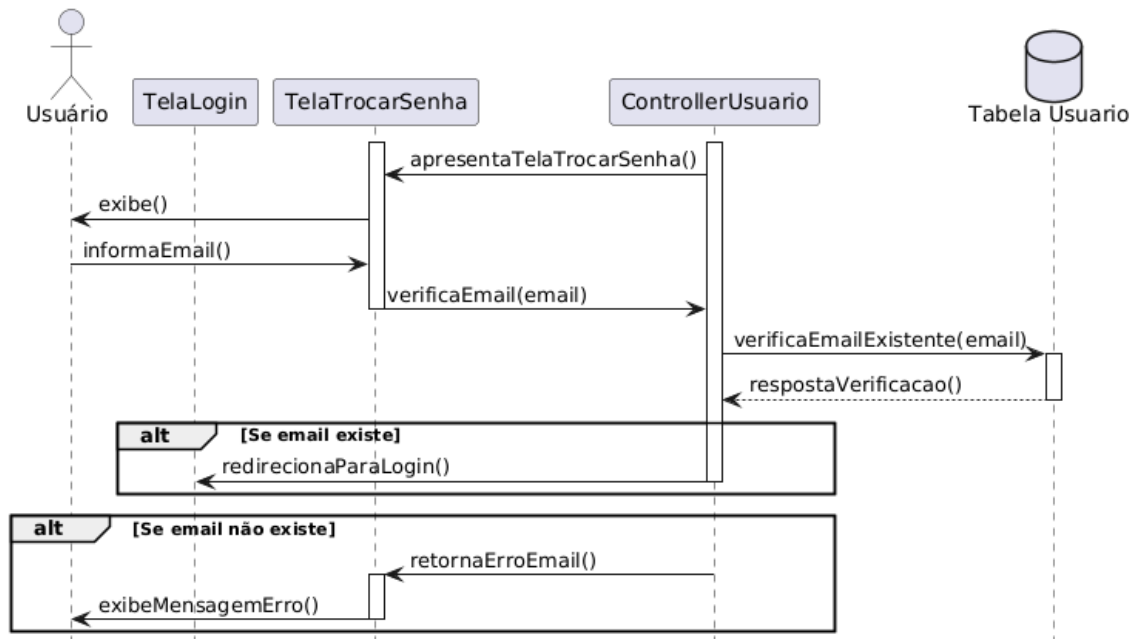 Usuário
TelaLogin
TelaTrocarSenha
ControllerUsuario
Tabela Usuario
apresentaTelaTrocarSenha()
exibe()
informaEmail()
verificaEmail(email)
verificaEmailExistente(email)
respostaVerificacao()
alt [Se email existe]
redirecionaParaLogin()
alt [Se email não existe]
retornaErroEmail()
exibeMensagemErro()